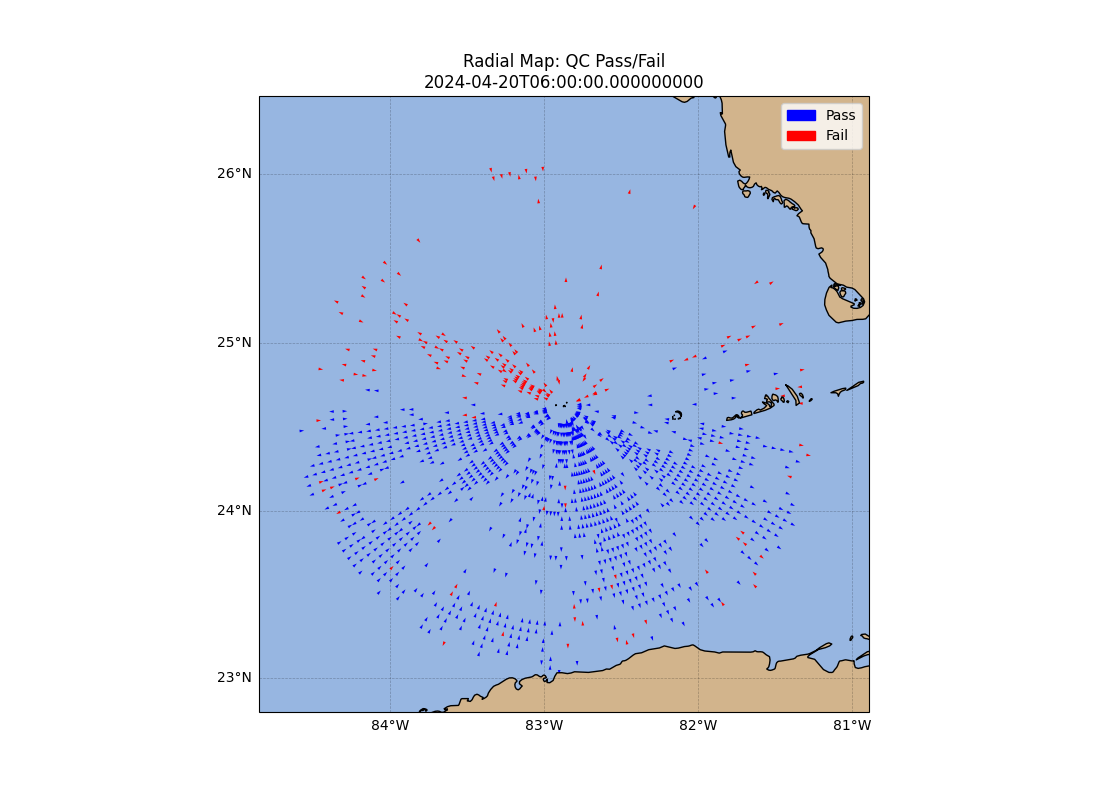 Radial Map: QC Pass/Fail
2024-04-20T06:00:00.000000000
Pass
Fail
26°N
25°N
24°N
23°N
84°W
83°W
82°W
81°W